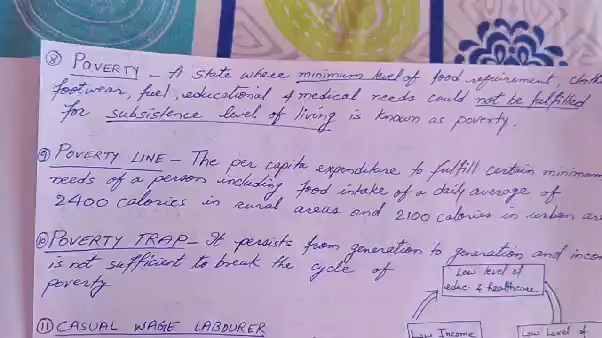 ⑧ POVERTY - A state where minimum level of food requirement, cloth
footwear, fuel, educational & medical needs could not be fulfilled
for subsistence level of living is known as poverty.
⑨ POVERTY LINE - The per capita expenditure to fulfill certain minimum
needs of a person including food intake of a daily average of
2400 calories in rural areas and 2100 calories in urban are
⑩ POVERTY TRAP - It persists from generation to generation and incom
is not sufficient to break the cycle of
poverty
Low level of
educ. & healthcare
⑪ CASUAL WAGE LABOURER
Low Income
Low Level of